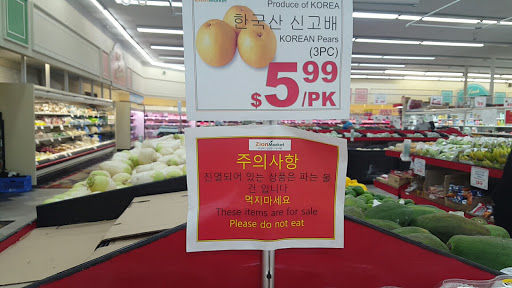 Zion Market
Produce of KOREA
한국산 신고배
KOREAN Pears
(3PC)
$5.99
/PK
Zion Market
주의사항
진열되어 있는 상품은 파는 물
건 입니다
먹지마세요
These items are for sale
Please do not eat